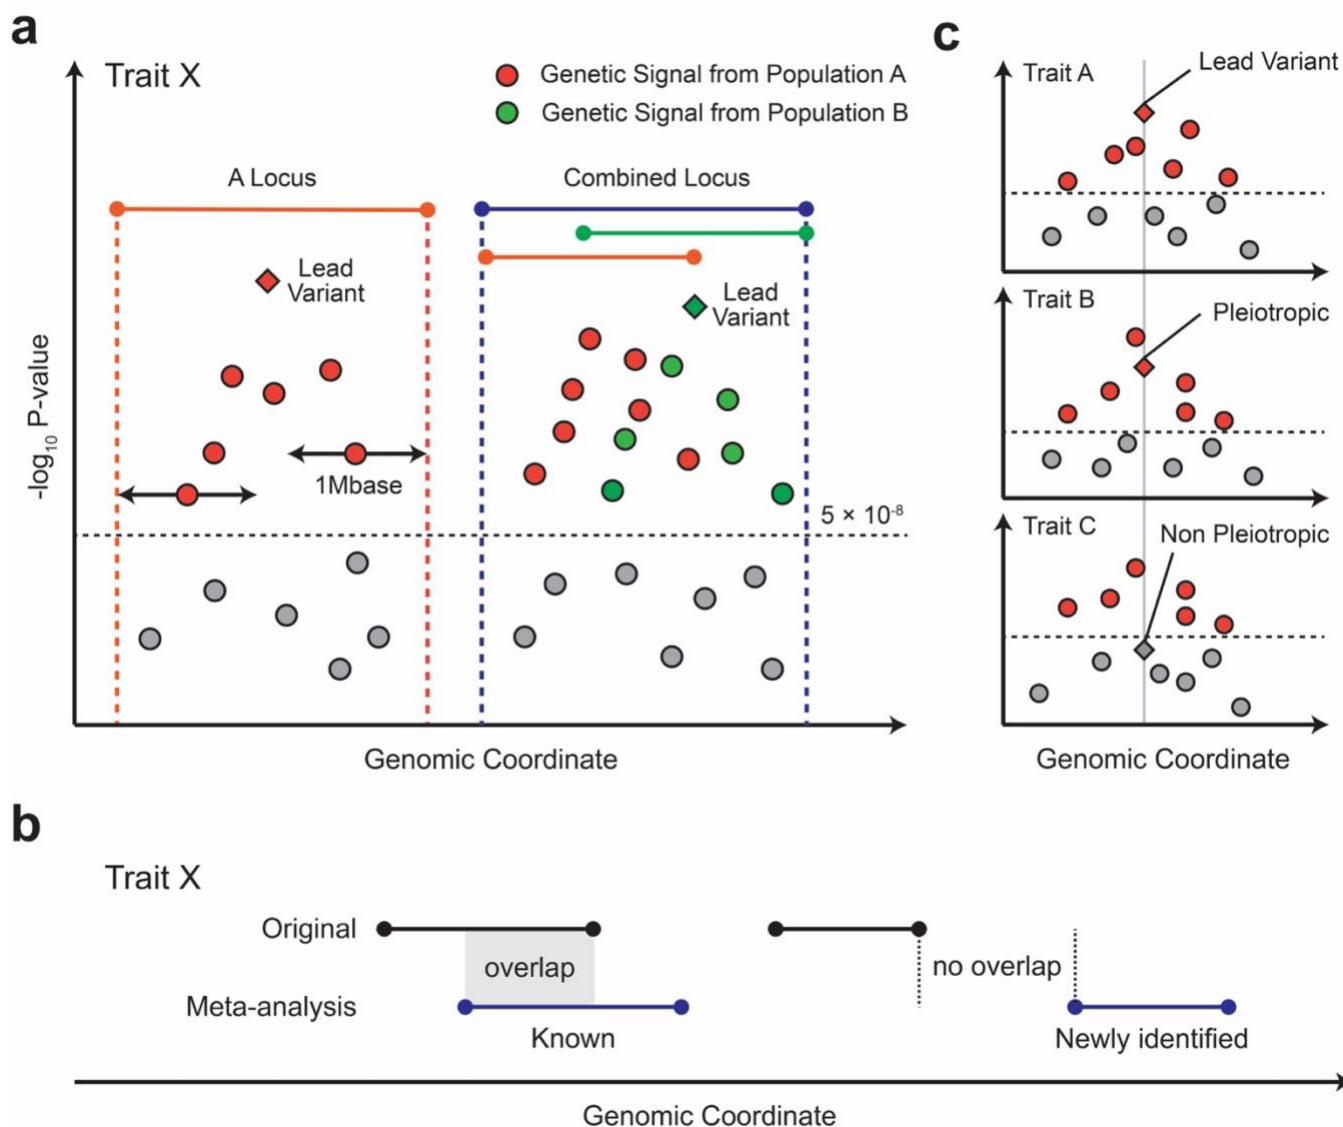 a
Trait X
Genetic Signal from Population A
Genetic Signal from Population B
A Locus
Combined Locus
Lead
Variant
Lead
Variant
1Mbase
5 × 10⁻⁸
-log₁₀ P-value
Genomic Coordinate
c
Trait A
Lead Variant
Trait B
Pleiotropic
Trait C
Non Pleiotropic
Genomic Coordinate
b
Trait X
Original
overlap
no overlap
Meta-analysis
Known
Newly identified
Genomic Coordinate